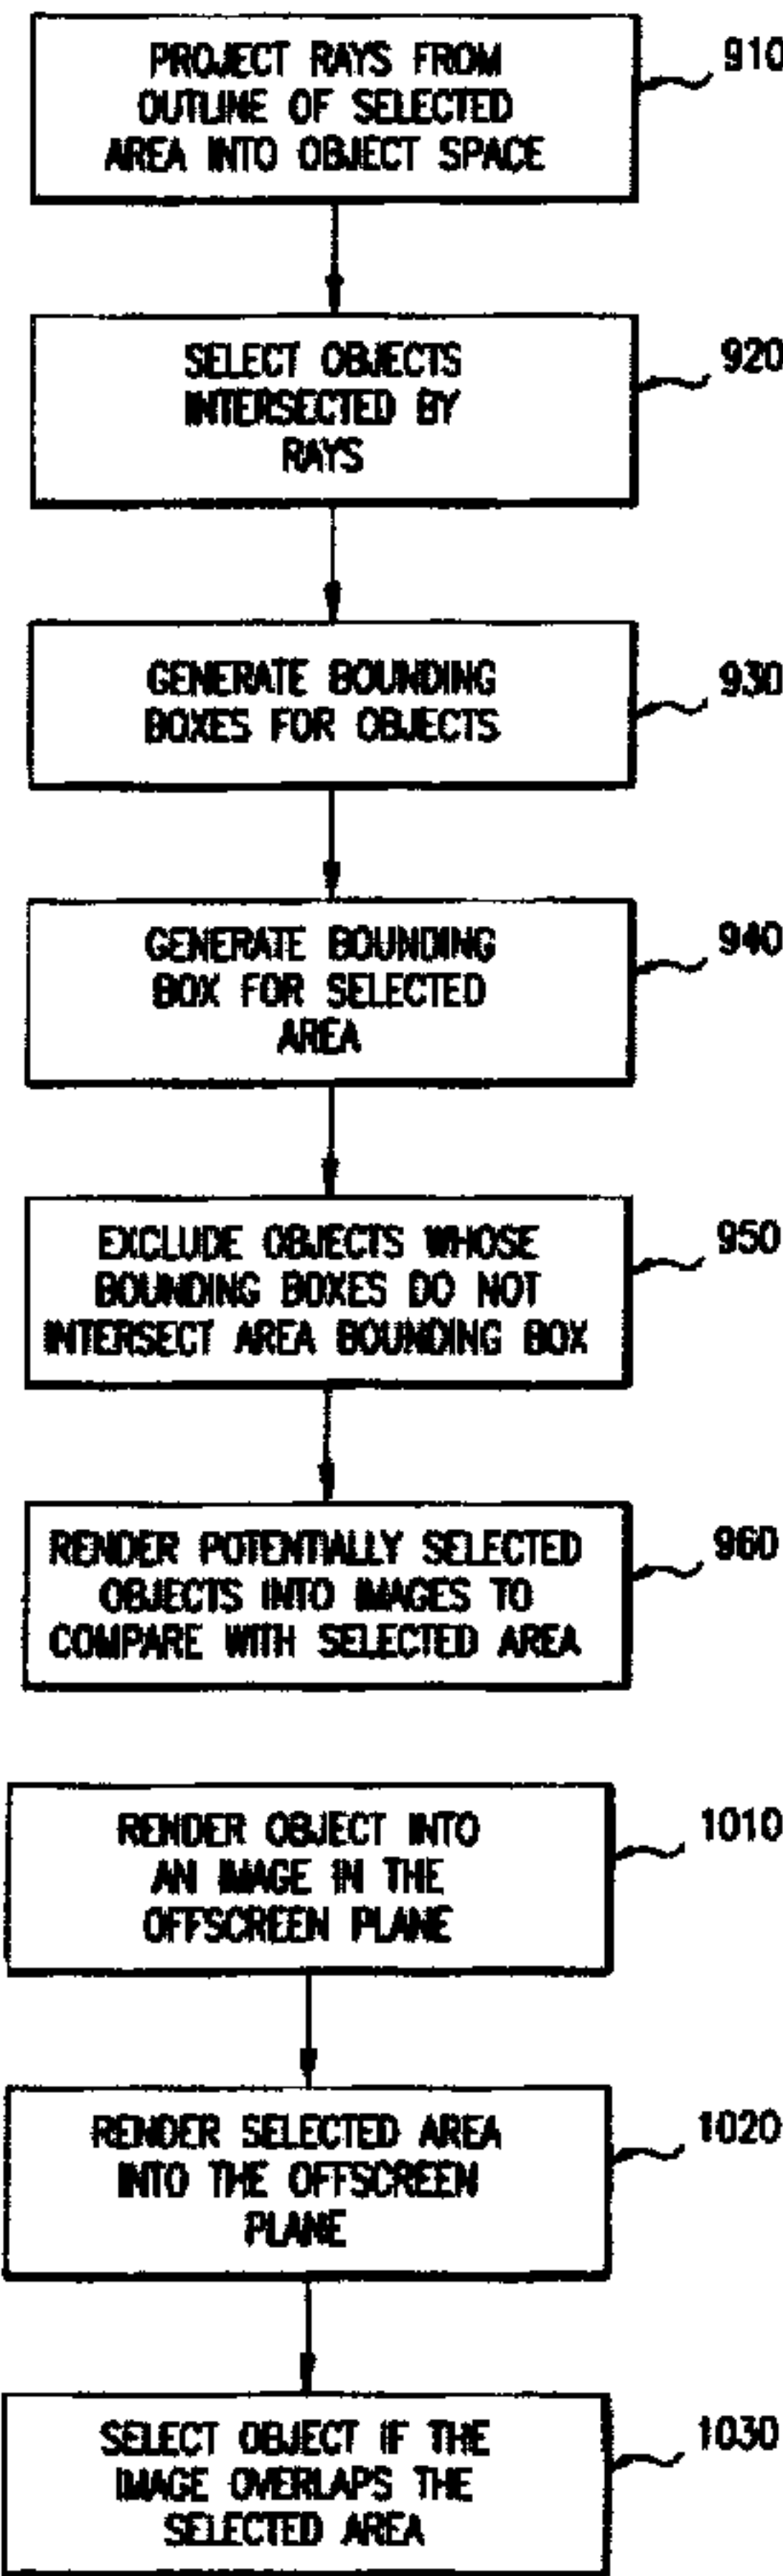 PROJECT RAYS FROM
OUTLINE OF SELECTED
AREA INTO OBJECT SPACE
910
SELECT OBJECTS
INTERSECTED BY
RAYS
920
GENERATE BOUNDING
BOXES FOR OBJECTS
930
GENERATE BOUNDING
BOX FOR SELECTED
AREA
940
EXCLUDE OBJECTS WHOSE
BOUNDING BOXES DO NOT
INTERSECT AREA BOUNDING BOX
950
RENDER POTENTIALLY SELECTED
OBJECTS INTO IMAGES TO
COMPARE WITH SELECTED AREA
960
RENDER OBJECT INTO
AN IMAGE IN THE
OFFSCREEN PLANE
1010
RENDER SELECTED AREA
INTO THE OFFSCREEN
PLANE
1020
SELECT OBJECT IF THE
IMAGE OVERLAPS THE
SELECTED AREA
1030